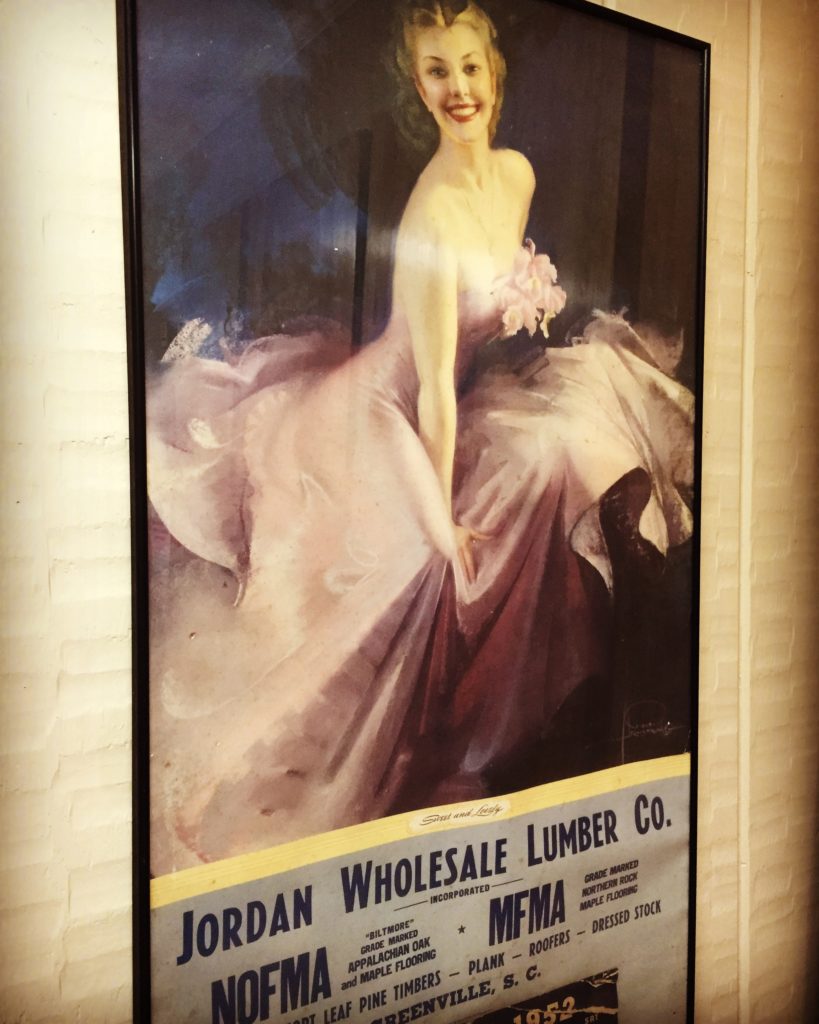 Sweet and Lovely
JORDAN WHOLESALE LUMBER CO.
INCORPORATED
NOFMA
"BILTMORE"
GRADE MARKED
APPALACHIAN OAK
and MAPLE FLOORING
★
MFMA
GRADE MARKED
NORTHERN ROCK
MAPLE FLOORING
LEAF PINE TIMBERS — PLANK — ROOFERS — DRESSED STOCK
GREENVILLE, S. C.
1952
SAT